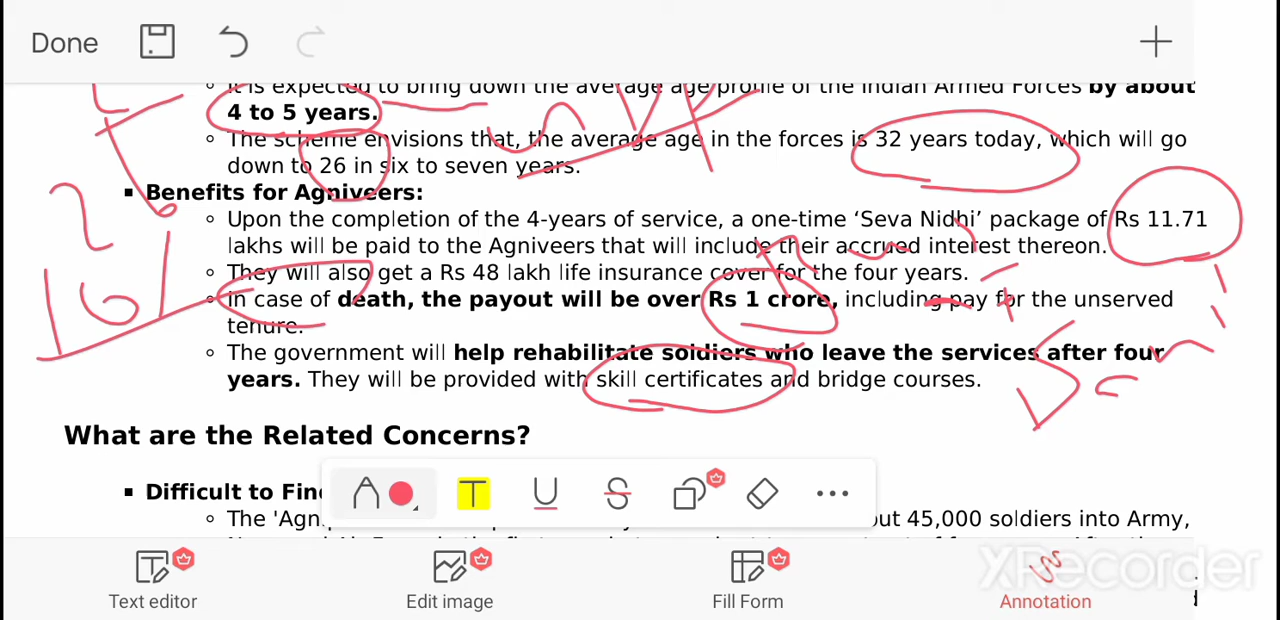 Done
It is expected to bring down the average age profile of the Indian Armed Forces by about
4 to 5 years.
The scheme envisions that, the average age in the forces is 32 years today, which will go
down to 26 in six to seven years.
Benefits for Agniveers:
Upon the completion of the 4-years of service, a one-time ‘Seva Nidhi’ package of Rs 11.71
lakhs will be paid to the Agniveers that will include their accrued interest thereon.
They will also get a Rs 48 lakh life insurance cover for the four years.
In case of death, the payout will be over Rs 1 crore, including pay for the unserved
tenure.
The government will help rehabilitate soldiers who leave the services after four
years. They will be provided with skill certificates and bridge courses.
What are the Related Concerns?
Difficult to Find
The 'Agn out 45,000 soldiers into Army,
T U S
Text editor Edit image Fill Form Annotation
XRecorder